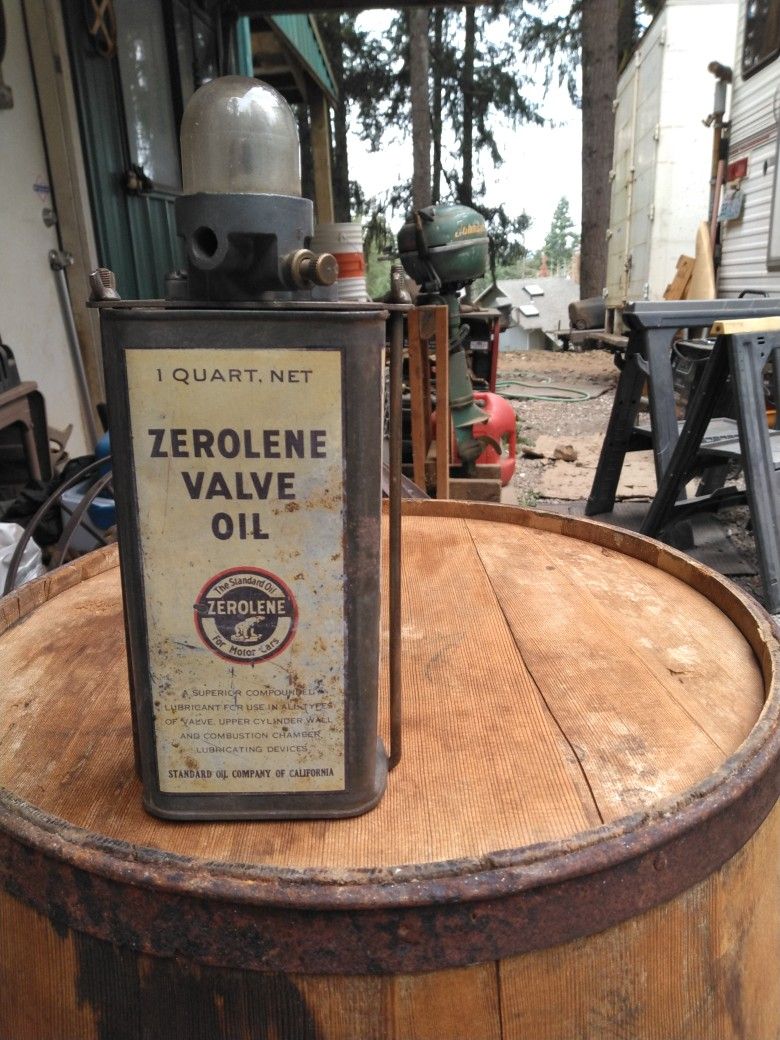 1 QUART, NET
ZEROLENE
VALVE
OIL
The Standard Oil
ZEROLENE
For Motor Cars
A SUPERIOR COMPOUNDED
LUBRICANT FOR USE IN ALL TYPES
OF VALVE, UPPER CYLINDER WALL
AND COMBUSTION CHAMBER
LUBRICATING DEVICES
STANDARD OIL COMPANY OF CALIFORNIA